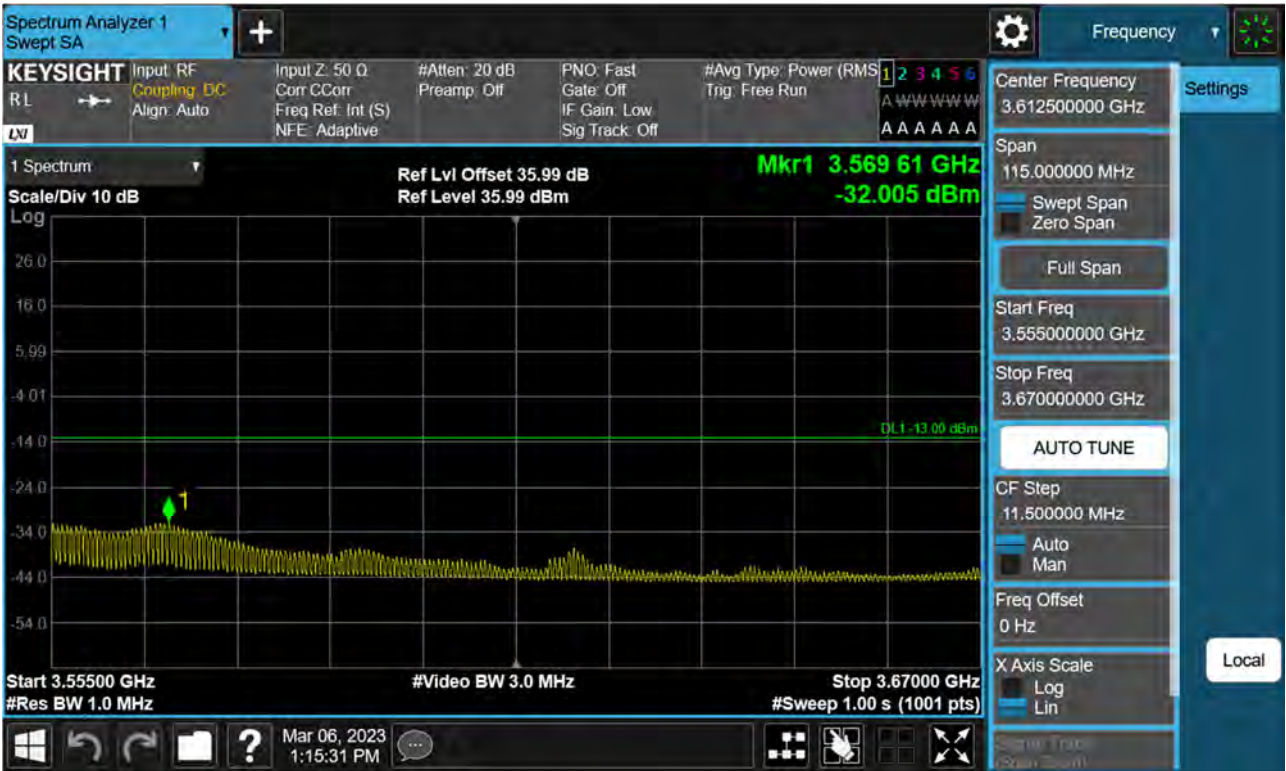 Spectrum Analyzer 1
Swept SA
Frequency
KEYSIGHT
RL
LXI
Input: RF
Coupling: DC
Align: Auto
Input Z: 50 Ω
Corr CCorr
Freq Ref: Int (S)
NFE: Adaptive
#Atten: 20 dB
Preamp: Off
PNO: Fast
Gate: Off
IF Gain: Low
Sig Track: Off
#Avg Type: Power (RMS
Trig: Free Run
1 2 3 4 5 6
A W W W W W
A A A A A A
1 Spectrum
Scale/Div 10 dB
Log
Ref Lvl Offset 35.99 dB
Ref Level 35.99 dBm
Mkr1 3.569 61 GHz
-32.005 dBm
26.0
16.0
5.99
-4.01
-14.0
-24.0
-34.0
-44.0
-54.0
DL1 -13.00 dBm
1
Start 3.55500 GHz
#Res BW 1.0 MHz
#Video BW 3.0 MHz
Stop 3.67000 GHz
#Sweep 1.00 s (1001 pts)
Center Frequency
3.612500000 GHz
Span
115.000000 MHz
Swept Span
Zero Span
Full Span
Start Freq
3.555000000 GHz
Stop Freq
3.670000000 GHz
AUTO TUNE
CF Step
11.500000 MHz
Auto
Man
Freq Offset
0 Hz
X Axis Scale
Log
Lin
Settings
Local
?
Mar 06, 2023
1:15:31 PM